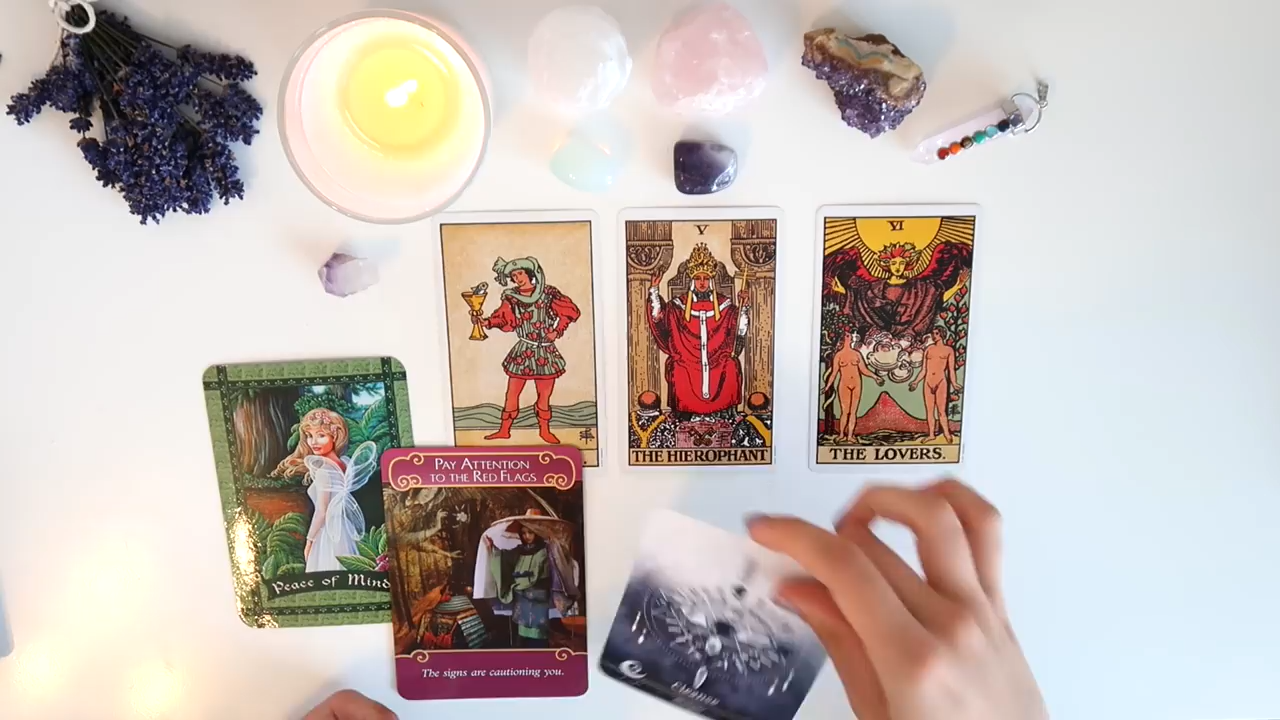 V
THE HIEROPHANT
VI
THE LOVERS.
Peace of Mind
PAY ATTENTION
TO THE RED FLAGS
The signs are cautioning you.